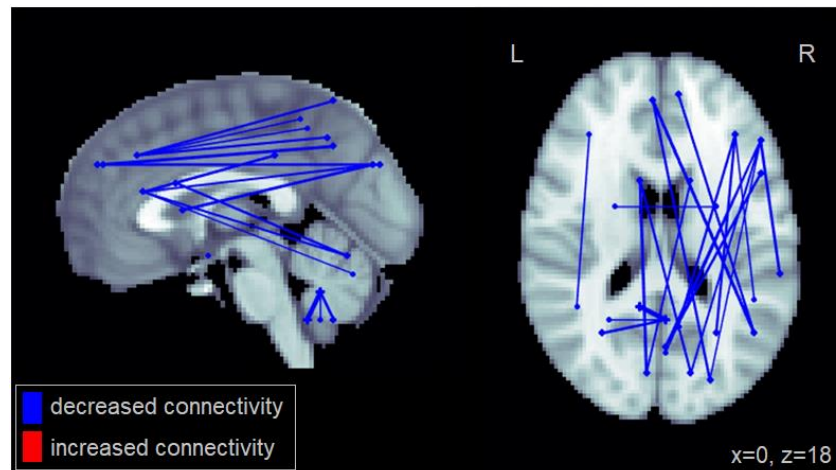 L
R
decreased connectivity
increased connectivity
x=0, z=18